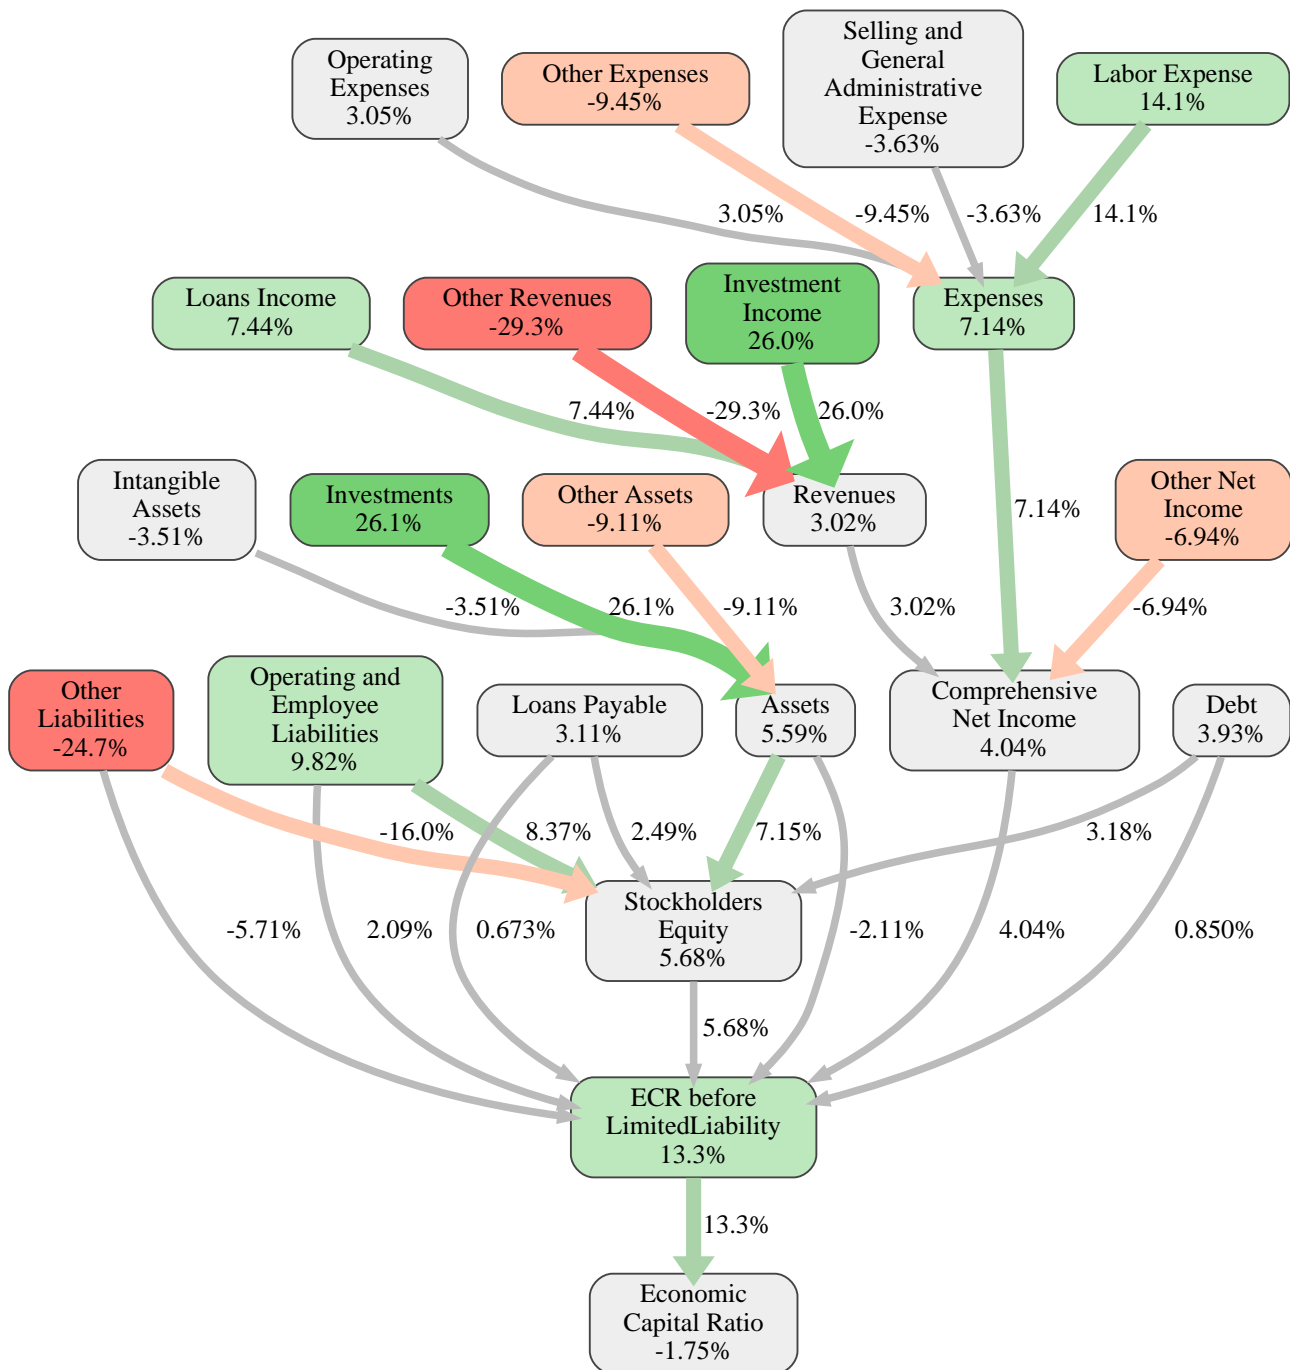 Operating
Expenses
3.05%
Other Expenses
-9.45%
Selling and
General
Administrative
Expense
-3.63%
Labor Expense
14.1%
3.05%
-9.45%
-3.63%
14.1%
Loans Income
7.44%
Other Revenues
-29.3%
Investment
Income
26.0%
Expenses
7.14%
7.44%
-29.3%
26.0%
Intangible
Assets
-3.51%
Investments
26.1%
Other Assets
-9.11%
Revenues
3.02%
7.14%
Other Net
Income
-6.94%
-3.51%
26.1%
-9.11%
3.02%
-6.94%
Other
Liabilities
-24.7%
Operating and
Employee
Liabilities
9.82%
Loans Payable
3.11%
Assets
5.59%
Comprehensive
Net Income
4.04%
Debt
3.93%
-16.0%
8.37%
2.49%
7.15%
3.18%
Stockholders
Equity
5.68%
-5.71%
2.09%
0.673%
-2.11%
4.04%
0.850%
5.68%
ECR before
LimitedLiability
13.3%
13.3%
Economic
Capital Ratio
-1.75%